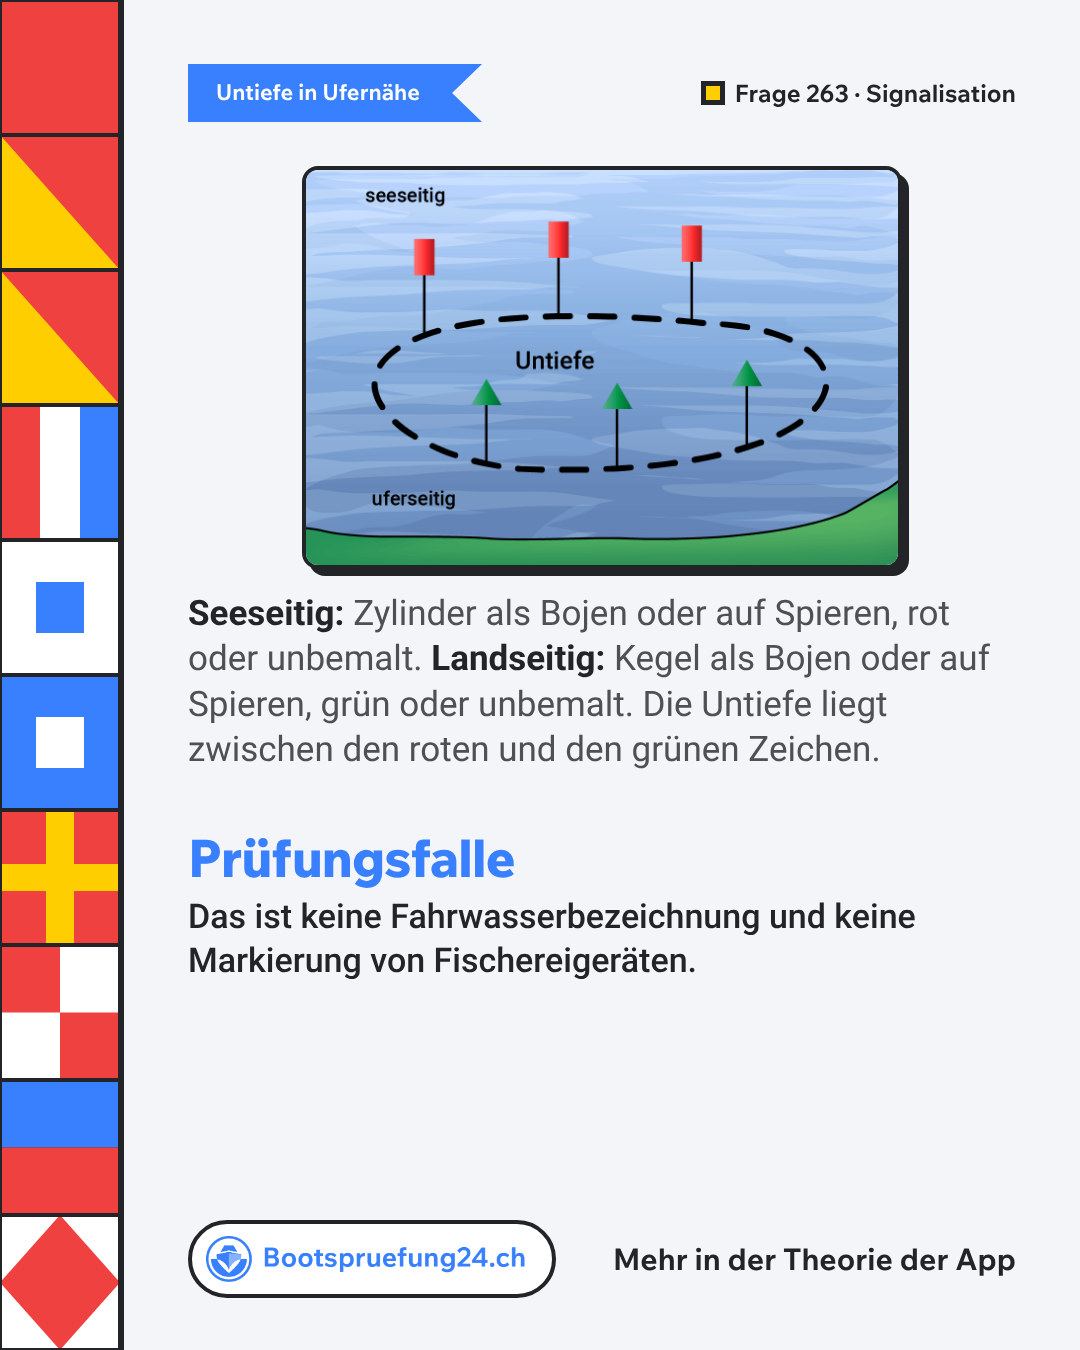 Untiefe in Ufernähe
Frage 263 · Signalisation
seeseitig
Untiefe
uferseitig
Seeseitig: Zylinder als Bojen oder auf Spieren, rot
oder unbemalt. Landseitig: Kegel als Bojen oder auf
Spieren, grün oder unbemalt. Die Untiefe liegt
zwischen den roten und den grünen Zeichen.
Prüfungsfalle
Das ist keine Fahrwasserbezeichnung und keine
Markierung von Fischereigeräten.
Bootspruefung24.ch
Mehr in der Theorie der App